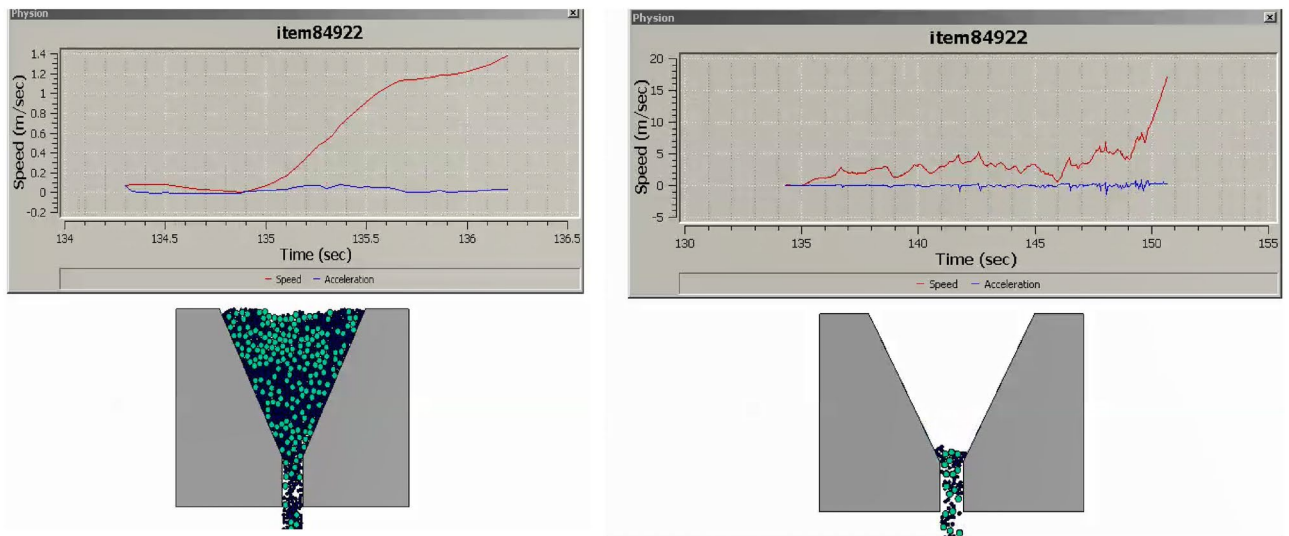 Physion
item84922
Speed (m/sec)
1.4
1.2
1
0.8
0.6
0.4
0.2
0
-0.2
134
134.5
135
135.5
136
136.5
Time (sec)
Speed
Acceleration
Physion
item84922
Speed (m/sec)
20
15
10
5
0
-5
130
135
140
145
150
155
Time (sec)
Speed
Acceleration